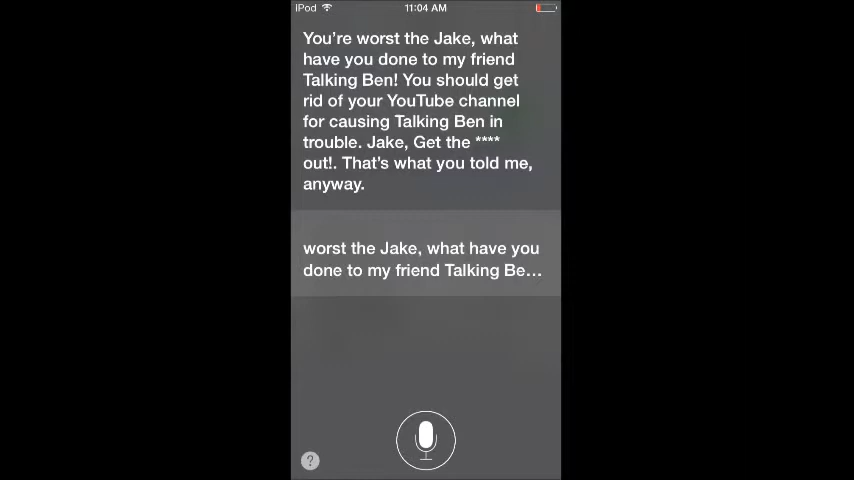 iPod 11:04 AM
You're worst the Jake, what
have you done to my friend
Talking Ben! You should get
rid of your YouTube channel
for causing Talking Ben in
trouble. Jake, Get the ****
out!. That's what you told me,
anyway.
worst the Jake, what have you
done to my friend Talking Be...
?